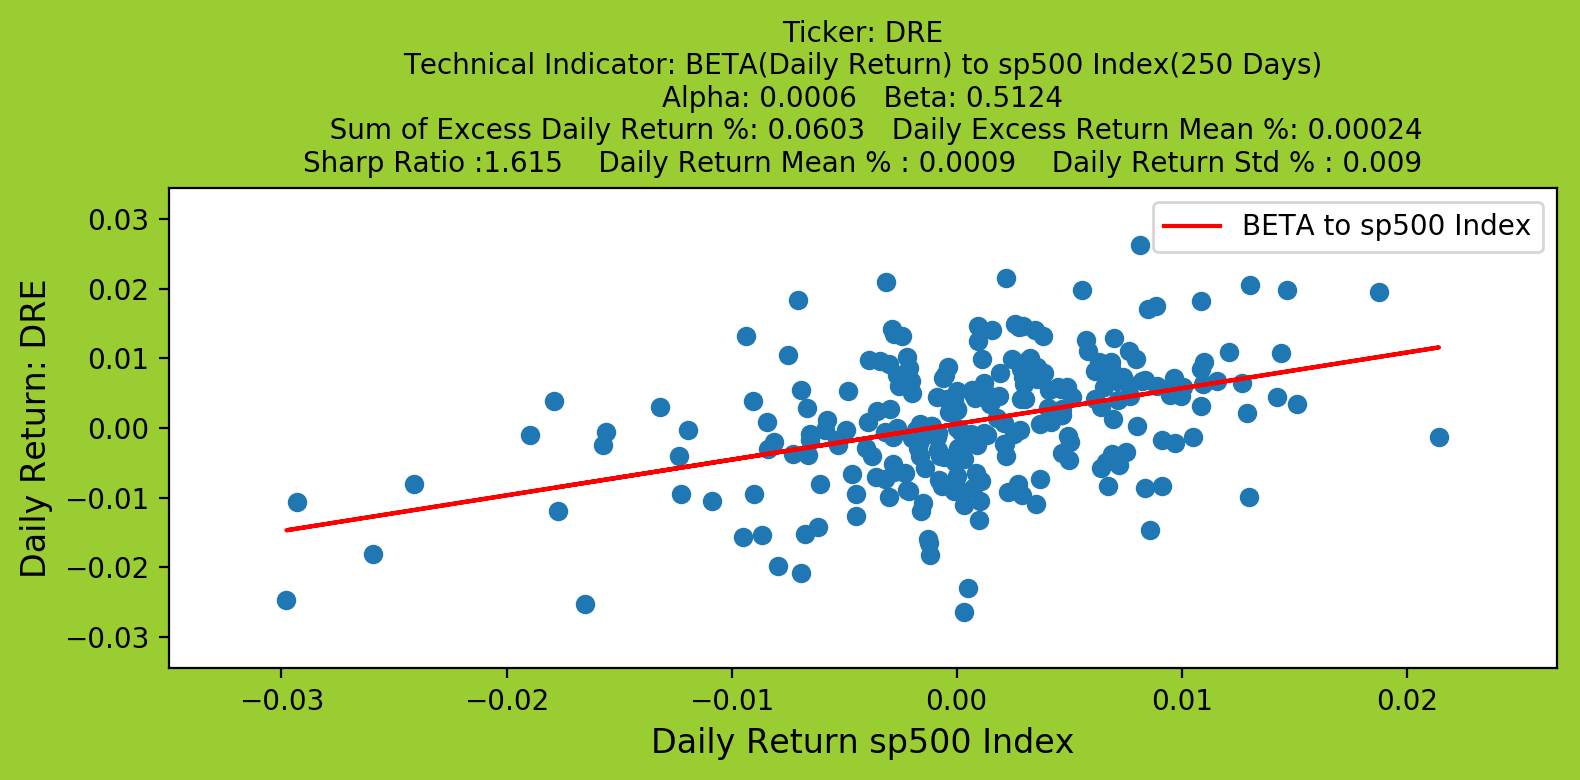 Ticker: DRE
Technical Indicator: BETA(Daily Return) to sp500 Index(250 Days)
Alpha: 0.0006   Beta: 0.5124
Sum of Excess Daily Return %: 0.0603   Daily Excess Return Mean %: 0.00024
Sharp Ratio :1.615    Daily Return Mean % : 0.0009    Daily Return Std % : 0.009
BETA to sp500 Index
Daily Return: DRE
0.03
0.02
0.01
0.00
−0.01
−0.02
−0.03
−0.03
−0.02
−0.01
0.00
0.01
0.02
Daily Return sp500 Index